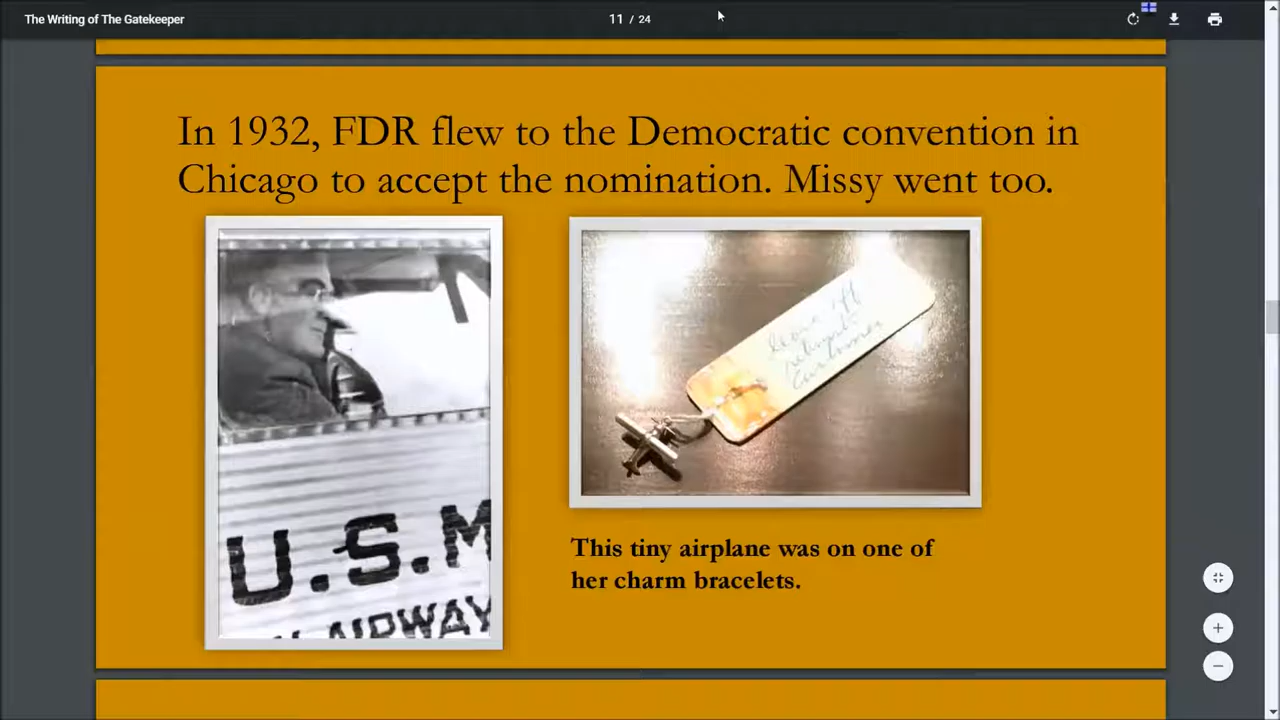 The Writing of The Gatekeeper
11 / 24
In 1932, FDR flew to the Democratic convention in
Chicago to accept the nomination. Missy went too.
U.S.M
AIRWAY
This tiny airplane was on one of
her charm bracelets.